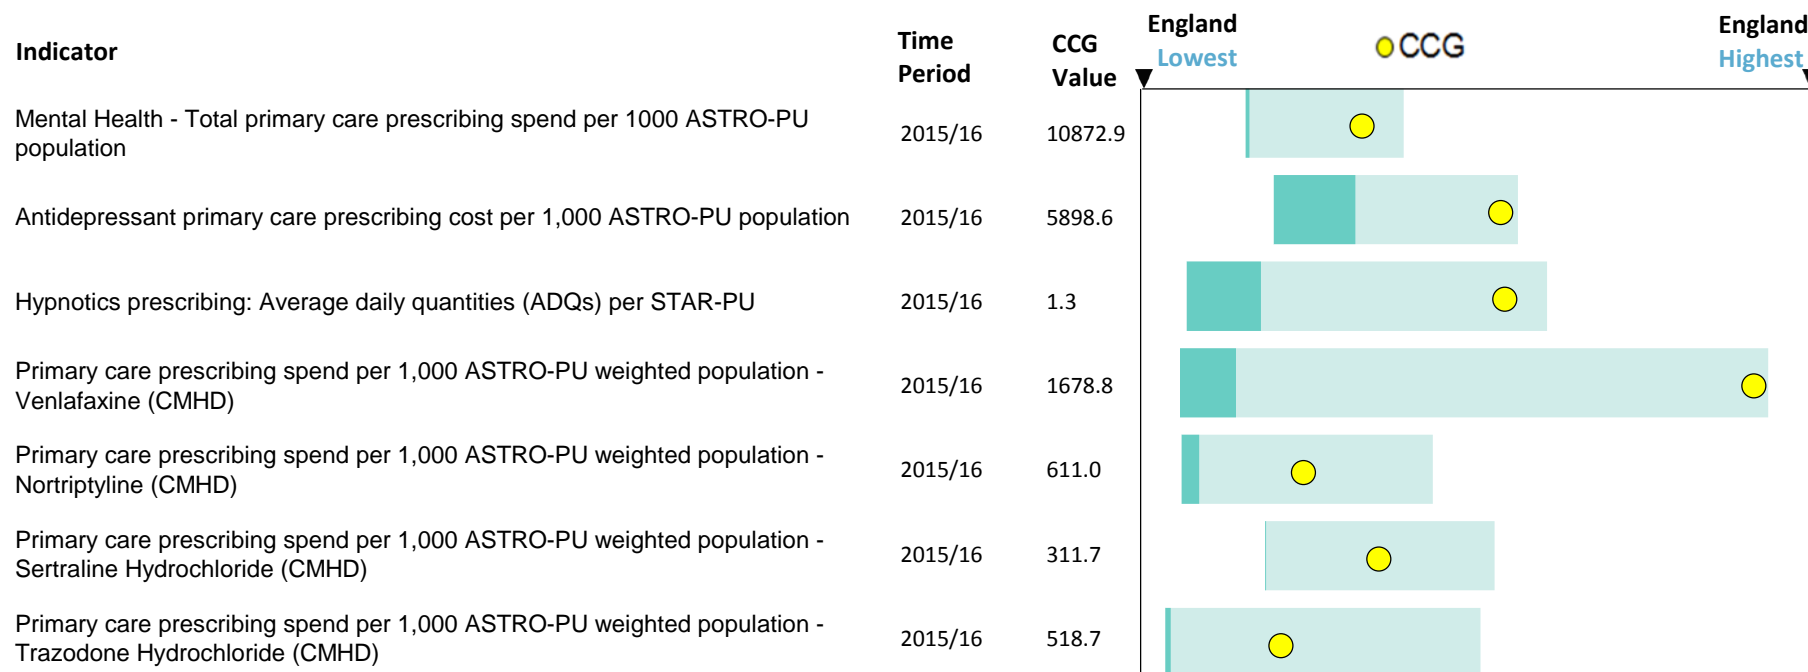 Indicator
Time
Period
CCG
Value
England
Lowest
CCG
England
Highest
Mental Health - Total primary care prescribing spend per 1000 ASTRO-PU
population
2015/16
10872.9
Antidepressant primary care prescribing cost per 1,000 ASTRO-PU population
2015/16
5898.6
Hypnotics prescribing: Average daily quantities (ADQs) per STAR-PU
2015/16
1.3
Primary care prescribing spend per 1,000 ASTRO-PU weighted population -
Venlafaxine (CMHD)
2015/16
1678.8
Primary care prescribing spend per 1,000 ASTRO-PU weighted population -
Nortriptyline (CMHD)
2015/16
611.0
Primary care prescribing spend per 1,000 ASTRO-PU weighted population -
Sertraline Hydrochloride (CMHD)
2015/16
311.7
Primary care prescribing spend per 1,000 ASTRO-PU weighted population -
Trazodone Hydrochloride (CMHD)
2015/16
518.7